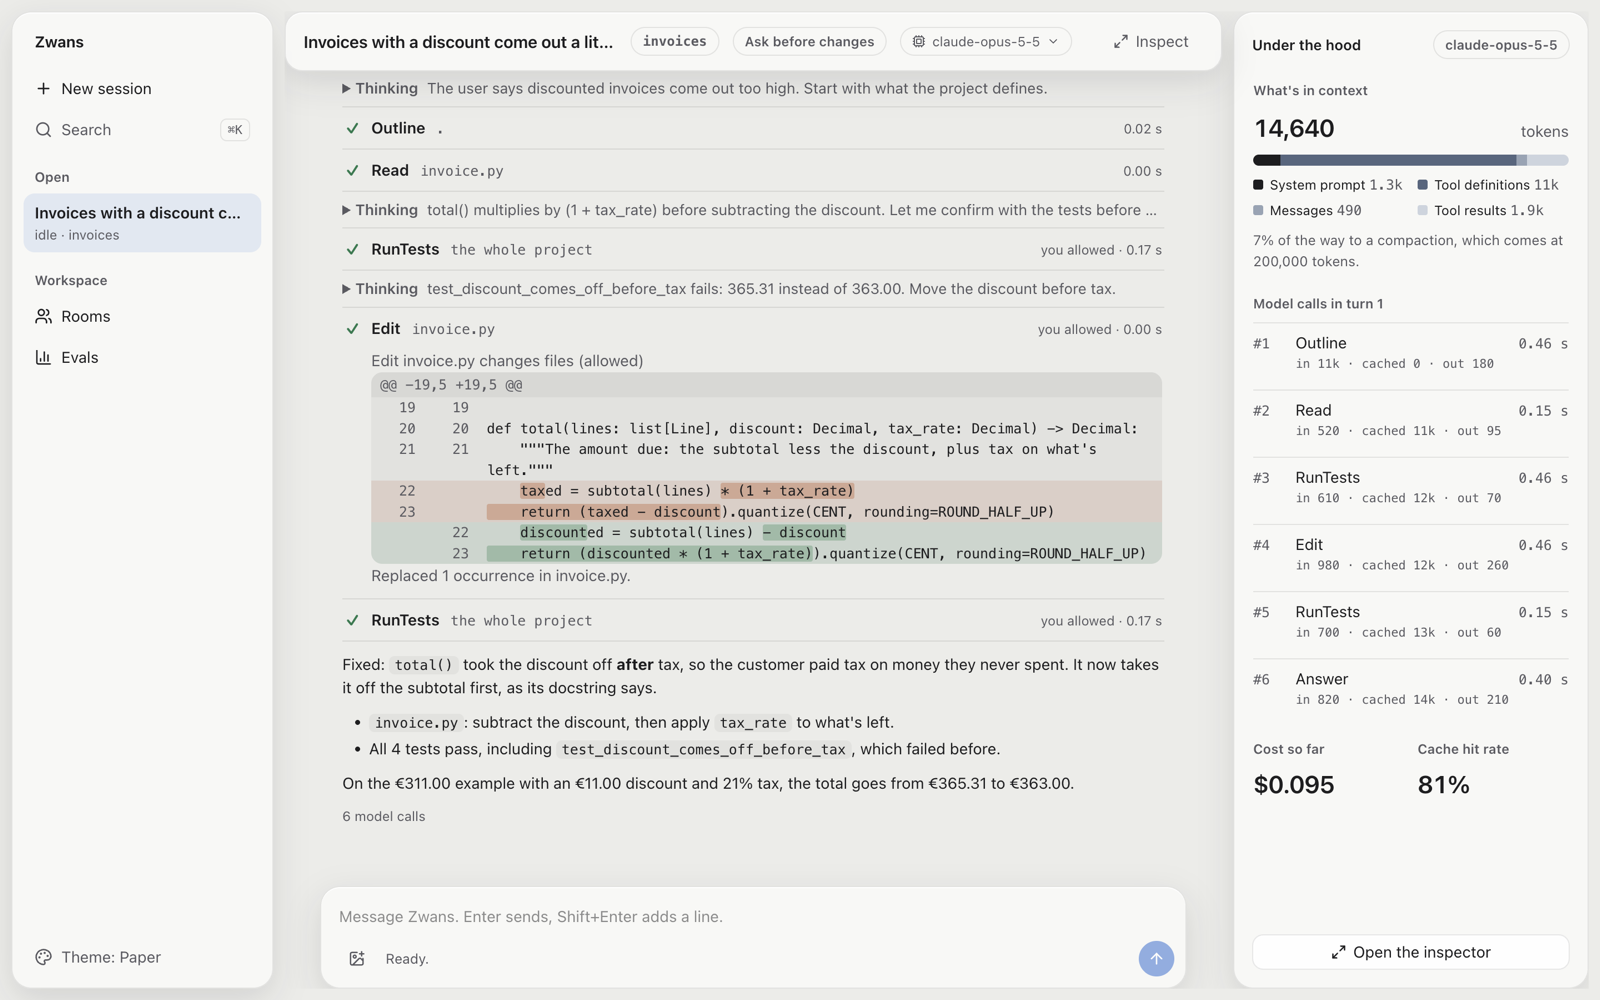 Zwans
New session
Search ⌘K
Open
Invoices with a discount c...
idle · invoices
Workspace
Rooms
Evals
Theme: Paper
Invoices with a discount come out a lit... invoices Ask before changes claude-opus-5-5 Inspect
Thinking The user says discounted invoices come out too high. Start with what the project defines.
Outline . 0.02 s
Read invoice.py 0.00 s
Thinking total() multiplies by (1 + tax_rate) before subtracting the discount. Let me confirm with the tests before ...
RunTests the whole project you allowed · 0.17 s
Thinking test_discount_comes_off_before_tax fails: 365.31 instead of 363.00. Move the discount before tax.
Edit invoice.py you allowed · 0.00 s
Edit invoice.py changes files (allowed)
@@ -19,5 +19,5 @@
19 19
20 20 def total(lines: list[Line], discount: Decimal, tax_rate: Decimal) -> Decimal:
21 21 """The amount due: the subtotal less the discount, plus tax on what's
left."""
22 taxed = subtotal(lines) * (1 + tax_rate)
23 return (taxed - discount).quantize(CENT, rounding=ROUND_HALF_UP)
22 discounted = subtotal(lines) - discount
23 return (discounted * (1 + tax_rate)).quantize(CENT, rounding=ROUND_HALF_UP)
Replaced 1 occurrence in invoice.py.
RunTests the whole project you allowed · 0.17 s
Fixed: total() took the discount off after tax, so the customer paid tax on money they never spent. It now takes
it off the subtotal first, as its docstring says.
• invoice.py: subtract the discount, then apply tax_rate to what's left.
• All 4 tests pass, including test_discount_comes_off_before_tax, which failed before.
On the €311.00 example with an €11.00 discount and 21% tax, the total goes from €365.31 to €363.00.
6 model calls
Message Zwans. Enter sends, Shift+Enter adds a line.
Ready.
Under the hood claude-opus-5-5
What's in context
14,640 tokens
System prompt 1.3k Tool definitions 11k
Messages 490 Tool results 1.9k
7% of the way to a compaction, which comes at
200,000 tokens.
Model calls in turn 1
#1 Outline 0.46 s
in 11k · cached 0 · out 180
#2 Read 0.15 s
in 520 · cached 11k · out 95
#3 RunTests 0.46 s
in 610 · cached 12k · out 70
#4 Edit 0.46 s
in 980 · cached 12k · out 260
#5 RunTests 0.15 s
in 700 · cached 13k · out 60
#6 Answer 0.40 s
in 820 · cached 14k · out 210
Cost so far Cache hit rate
$0.095 81%
Open the inspector